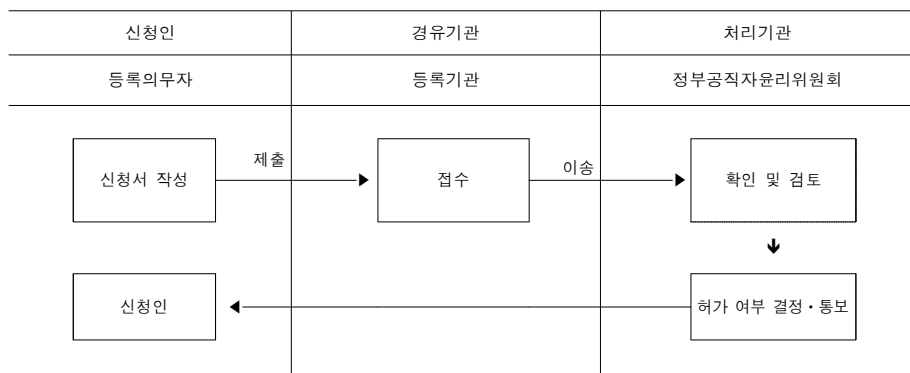 신청인 경유기관 처리기관
등록의무자 등록기관 정부공직자윤리위원회
신청서 작성 제출 접수 이송 확인 및 검토
신청인 허가 여부 결정·통보